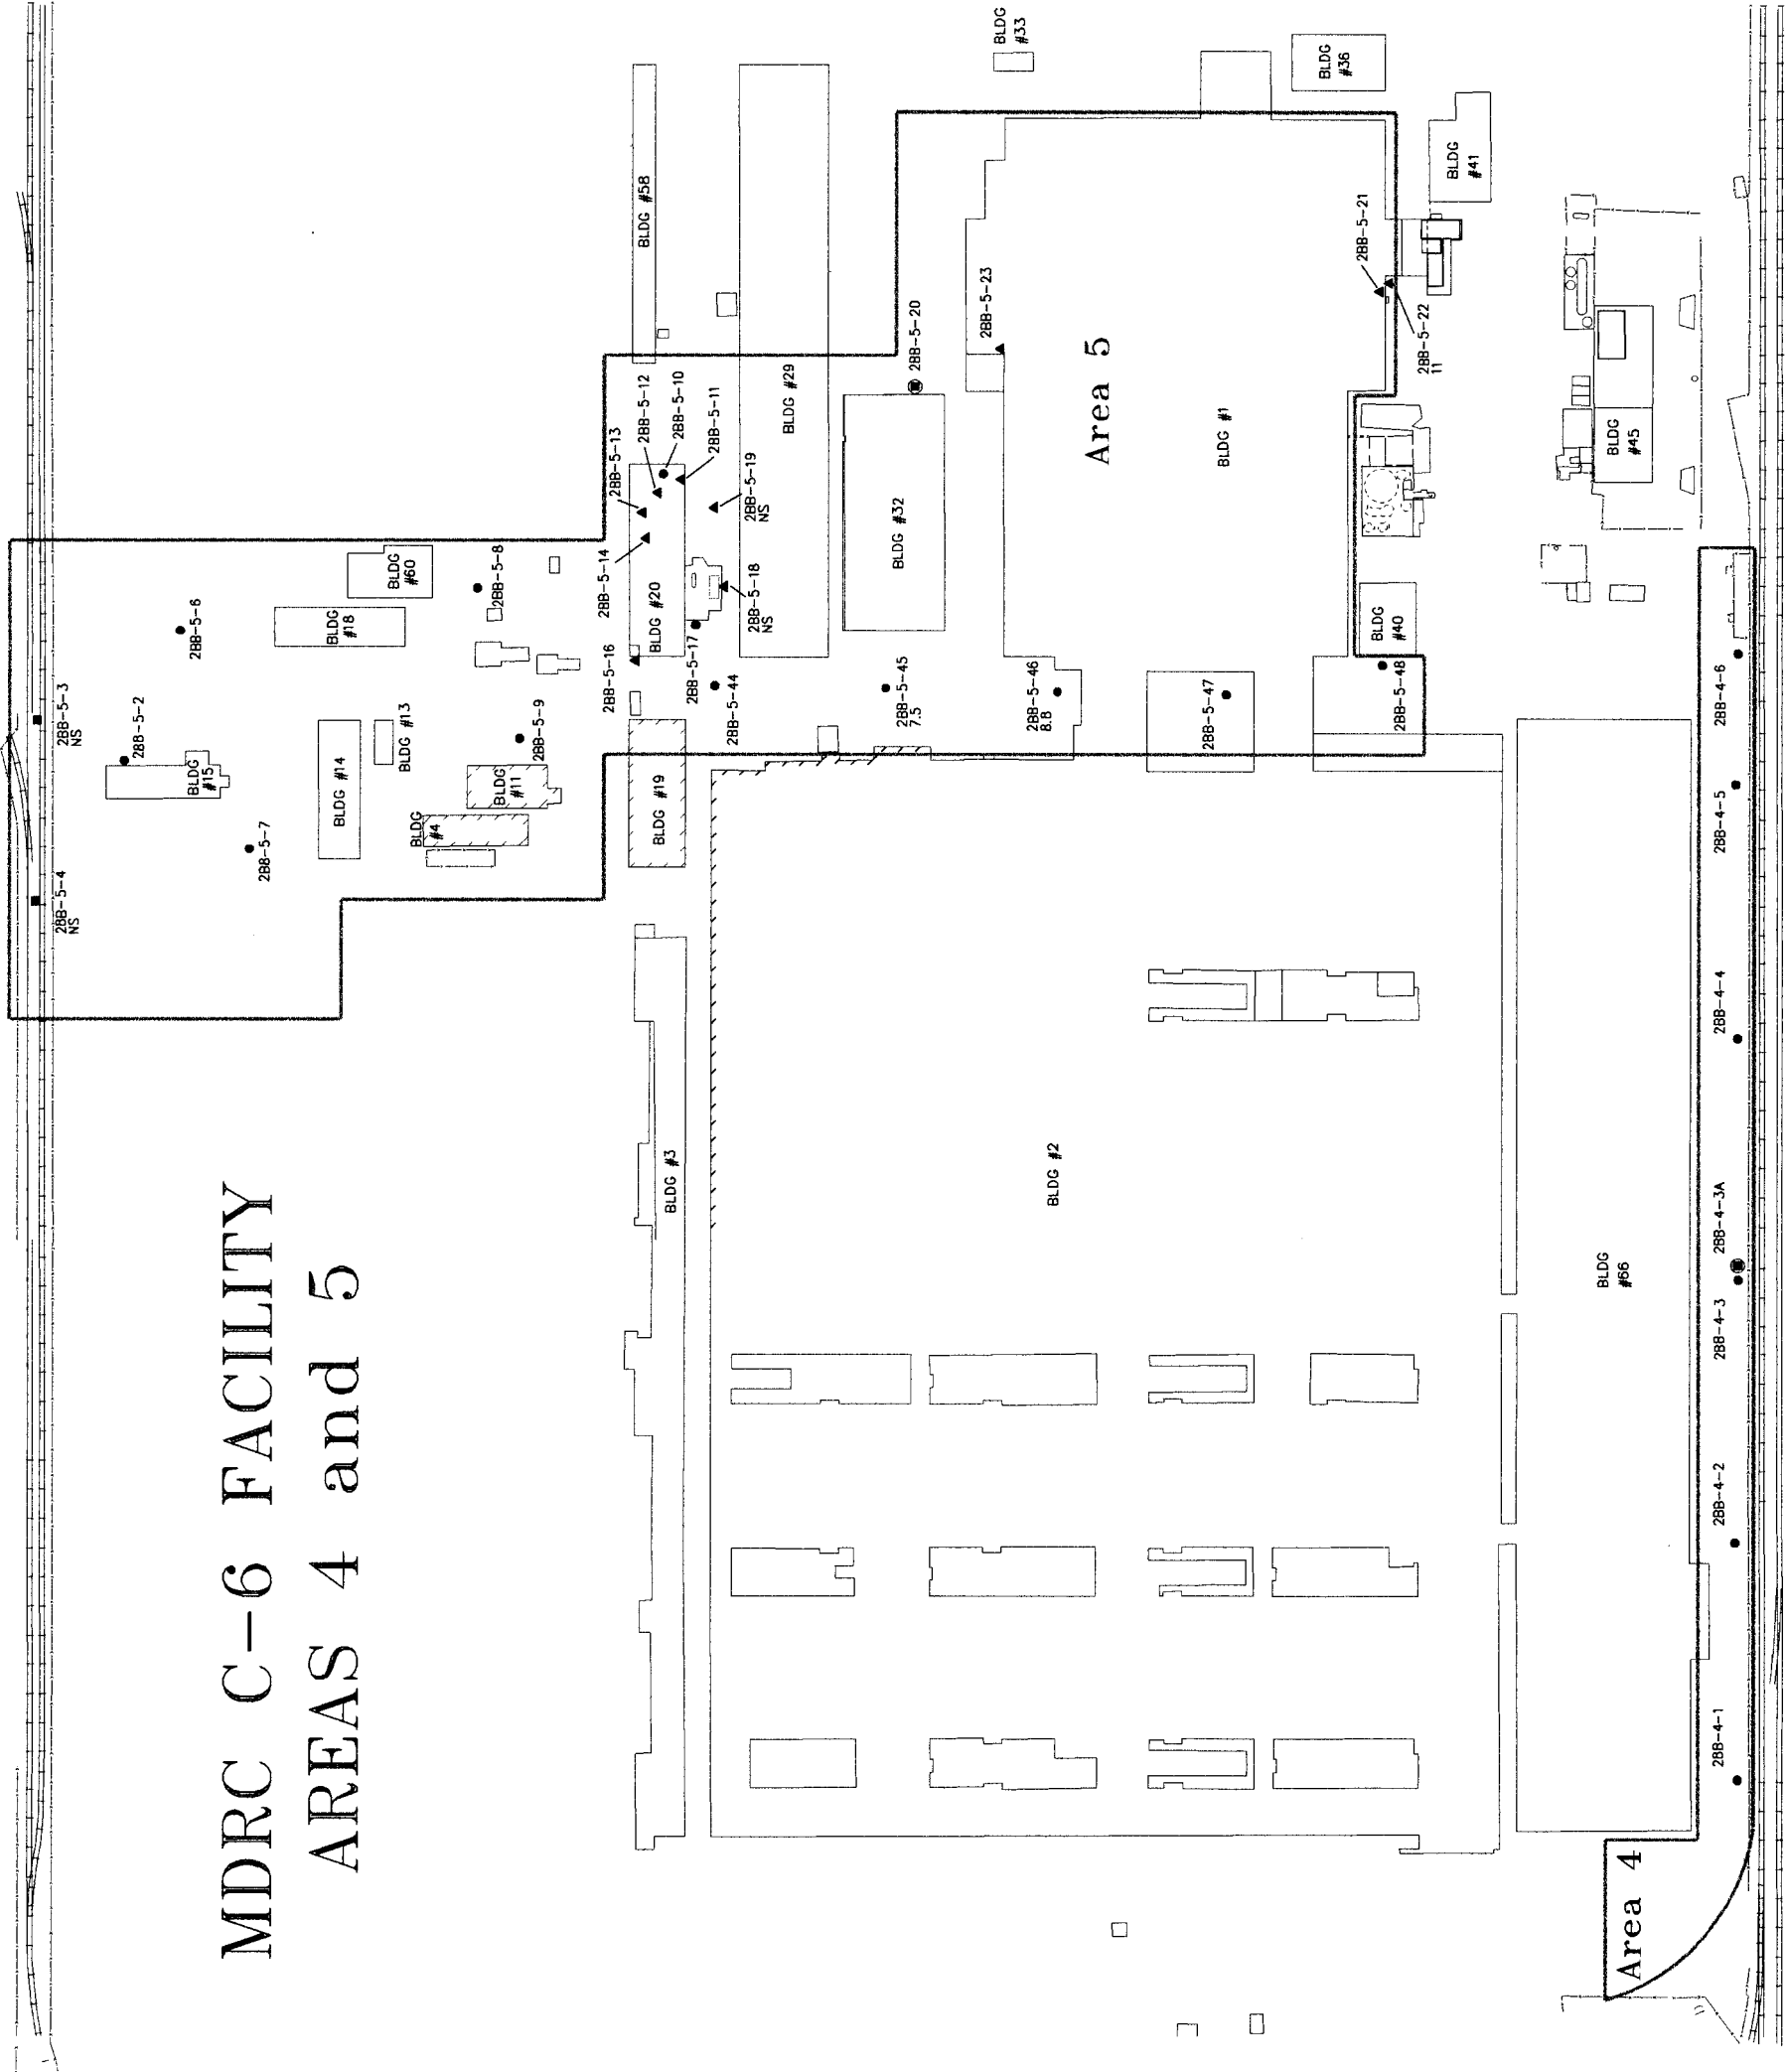 MDRC C-6 FACILITY
AREAS 4 and 5
2BB-5-4
NS
2BB-5-3
NS
2BB-5-2
2BB-5-6
2BB-5-7
BLDG
#15
BLDG #14
BLDG #13
BLDG
#18
BLDG
#60
BLDG
#4
BLDG
#11
2BB-5-9
2BB-5-8
BLDG #19
2BB-5-16
BLDG #20
2BB-5-14
2BB-5-13
2BB-5-12
2BB-5-10
2BB-5-11
BLDG #58
2BB-5-17
2BB-5-18
NS
2BB-5-19
NS
2BB-5-44
BLDG #29
BLDG #32
2BB-5-20
2BB-5-45
7.5
2BB-5-46
8.8
2BB-5-23
BLDG
#33
Area 5
BLDG #1
2BB-5-47
2BB-5-48
BLDG
#40
2BB-5-21
2BB-5-22
11
BLDG
#36
BLDG
#41
BLDG
#45
BLDG #3
BLDG #2
BLDG
#66
Area 4
2BB-4-1
2BB-4-2
2BB-4-3
2BB-4-3A
2BB-4-4
2BB-4-5
2BB-4-6